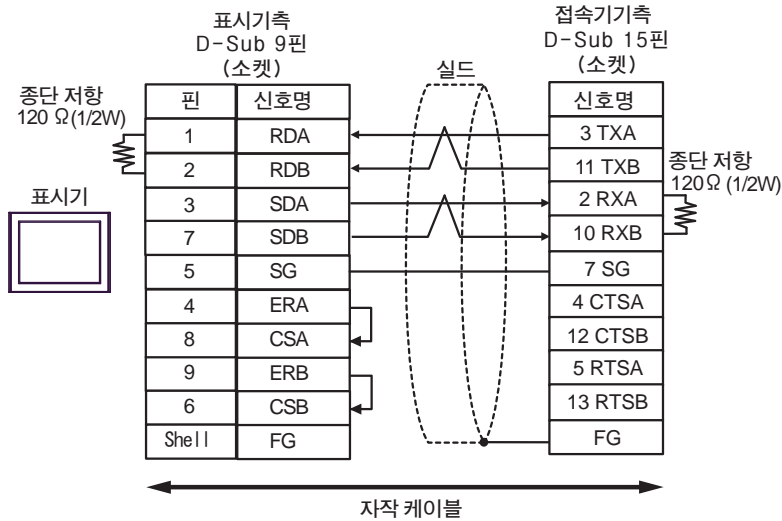 표시기측
D-Sub 9핀
(소켓)
접속기기측
D-Sub 15핀
(소켓)
실드
종단 저항
120 Ω(1/2W)
핀 신호명
1 RDA
2 RDB
3 SDA
7 SDB
5 SG
4 ERA
8 CSA
9 ERB
6 CSB
Shell FG
표시기
신호명
3 TXA
11 TXB
2 RXA
10 RXB
7 SG
4 CTSA
12 CTSB
5 RTSA
13 RTSB
FG
종단 저항
120Ω (1/2W)
자작 케이블